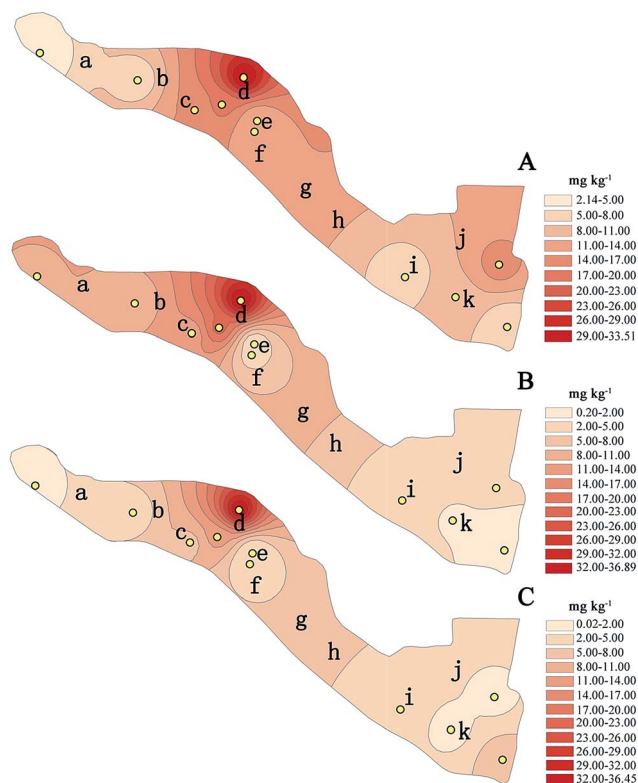 a
b
c
d
e
f
g
h
i
j
k
A
mg kg⁻¹
2.14-5.00
5.00-8.00
8.00-11.00
11.00-14.00
14.00-17.00
17.00-20.00
20.00-23.00
23.00-26.00
26.00-29.00
29.00-33.51
a
b
c
d
e
f
g
h
i
j
k
B
mg kg⁻¹
0.20-2.00
2.00-5.00
5.00-8.00
8.00-11.00
11.00-14.00
14.00-17.00
17.00-20.00
20.00-23.00
23.00-26.00
26.00-29.00
29.00-32.00
32.00-36.89
a
b
c
d
e
f
g
h
i
j
k
C
mg kg⁻¹
0.02-2.00
2.00-5.00
5.00-8.00
8.00-11.00
11.00-14.00
14.00-17.00
17.00-20.00
20.00-23.00
23.00-26.00
26.00-29.00
29.00-32.00
32.00-36.45